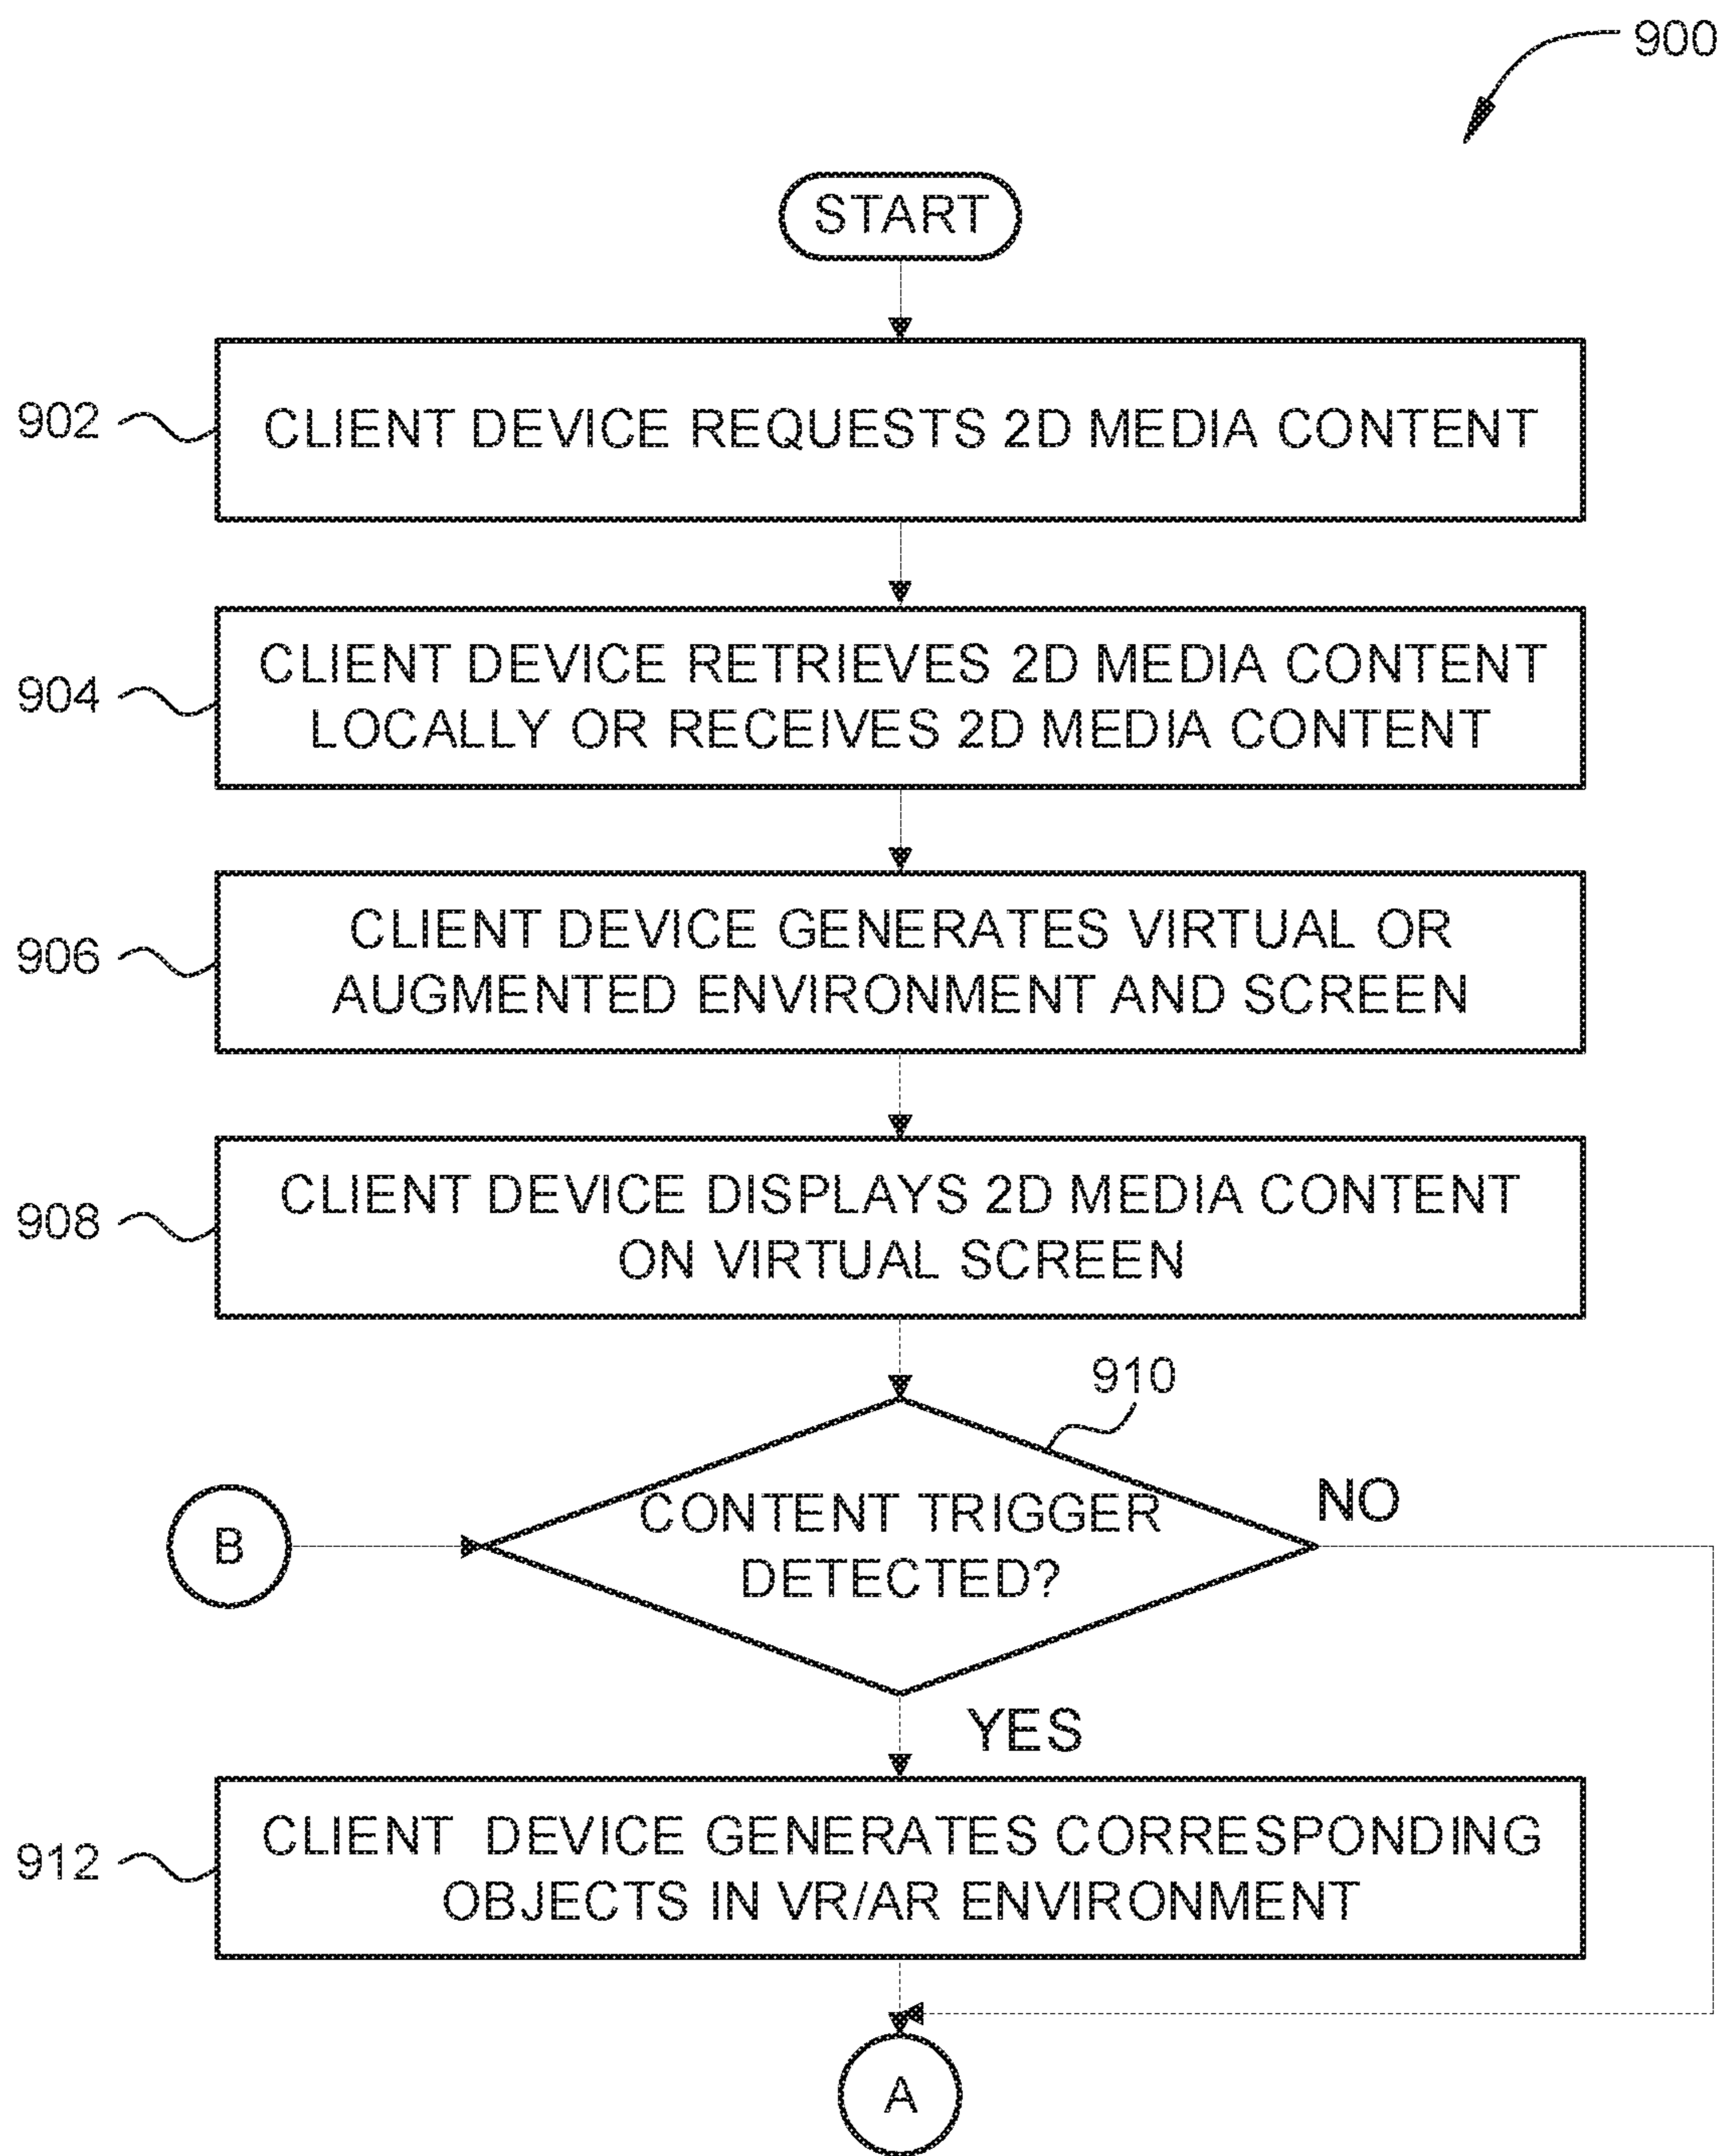 900
START
902
CLIENT DEVICE REQUESTS 2D MEDIA CONTENT
904
CLIENT DEVICE RETRIEVES 2D MEDIA CONTENT
LOCALLY OR RECEIVES 2D MEDIA CONTENT
906
CLIENT DEVICE GENERATES VIRTUAL OR
AUGMENTED ENVIRONMENT AND SCREEN
908
CLIENT DEVICE DISPLAYS 2D MEDIA CONTENT
ON VIRTUAL SCREEN
910
B
CONTENT TRIGGER
DETECTED?
NO
YES
912
CLIENT DEVICE GENERATES CORRESPONDING
OBJECTS IN VR/AR ENVIRONMENT
A